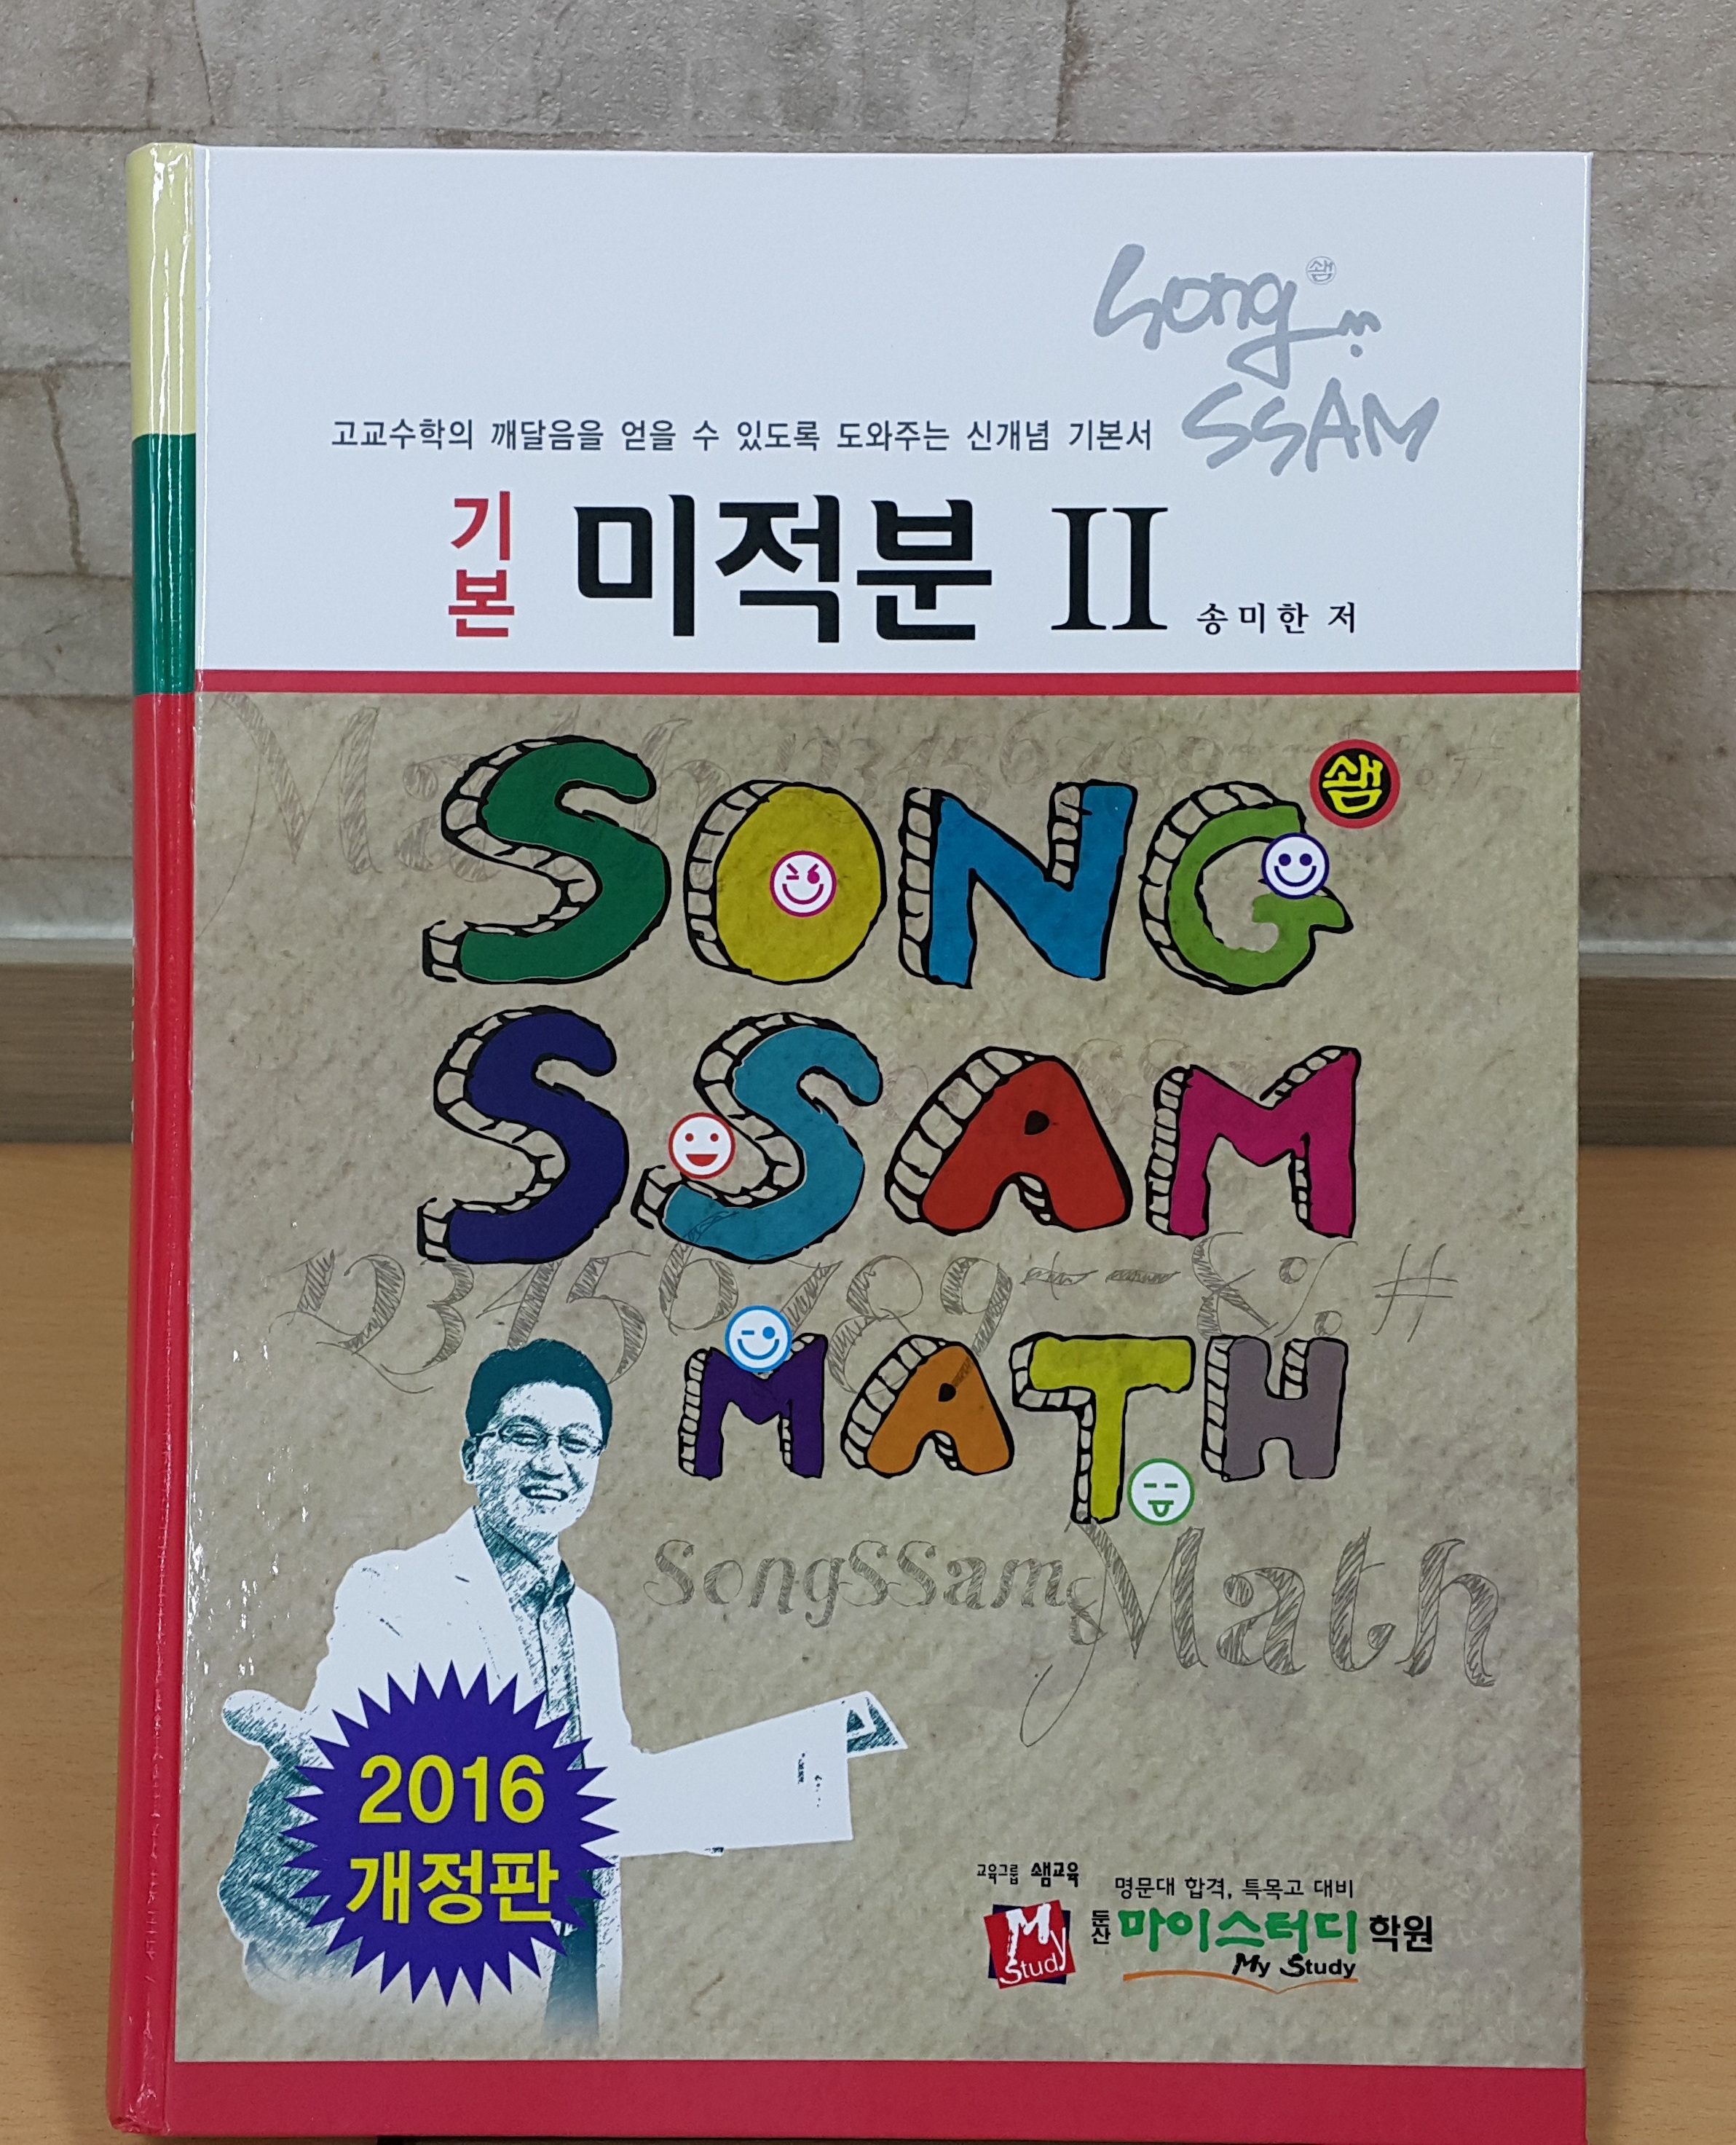 Song 쌤
SSAM
고교수학의 깨달음을 얻을 수 있도록 도와주는 신개념 기본서
기본 미적분 II 송미한 저
Math 1234567890
SONG 쌤
SSAM
123456789+-&%#
MATH
SongSSam Math
2016
개정판
교육그룹 쌤교육
명문대 합격, 특목고 대비
My Study
둔산 마이스터디 학원
My Study